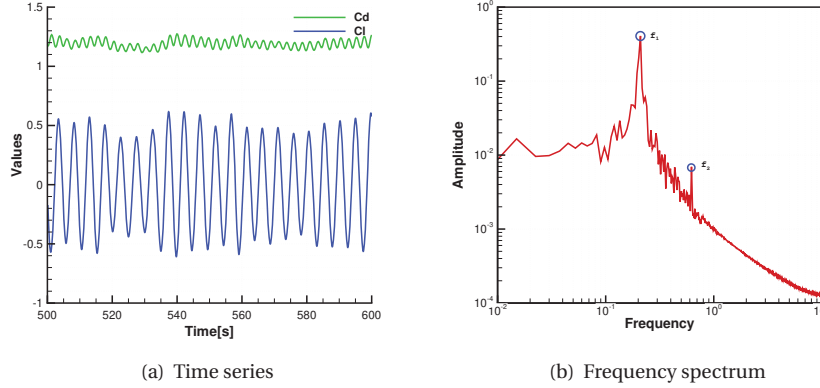 1.5
1
0.5
0
-0.5
-1
Values
500
520
540
560
580
600
Time[s]
Cd
Cl
(a) Time series
10^0
10^-1
10^-2
10^-3
10^-4
Amplitude
10^-2
10^-1
10^0
Frequency
f₁
f₂
(b) Frequency spectrum